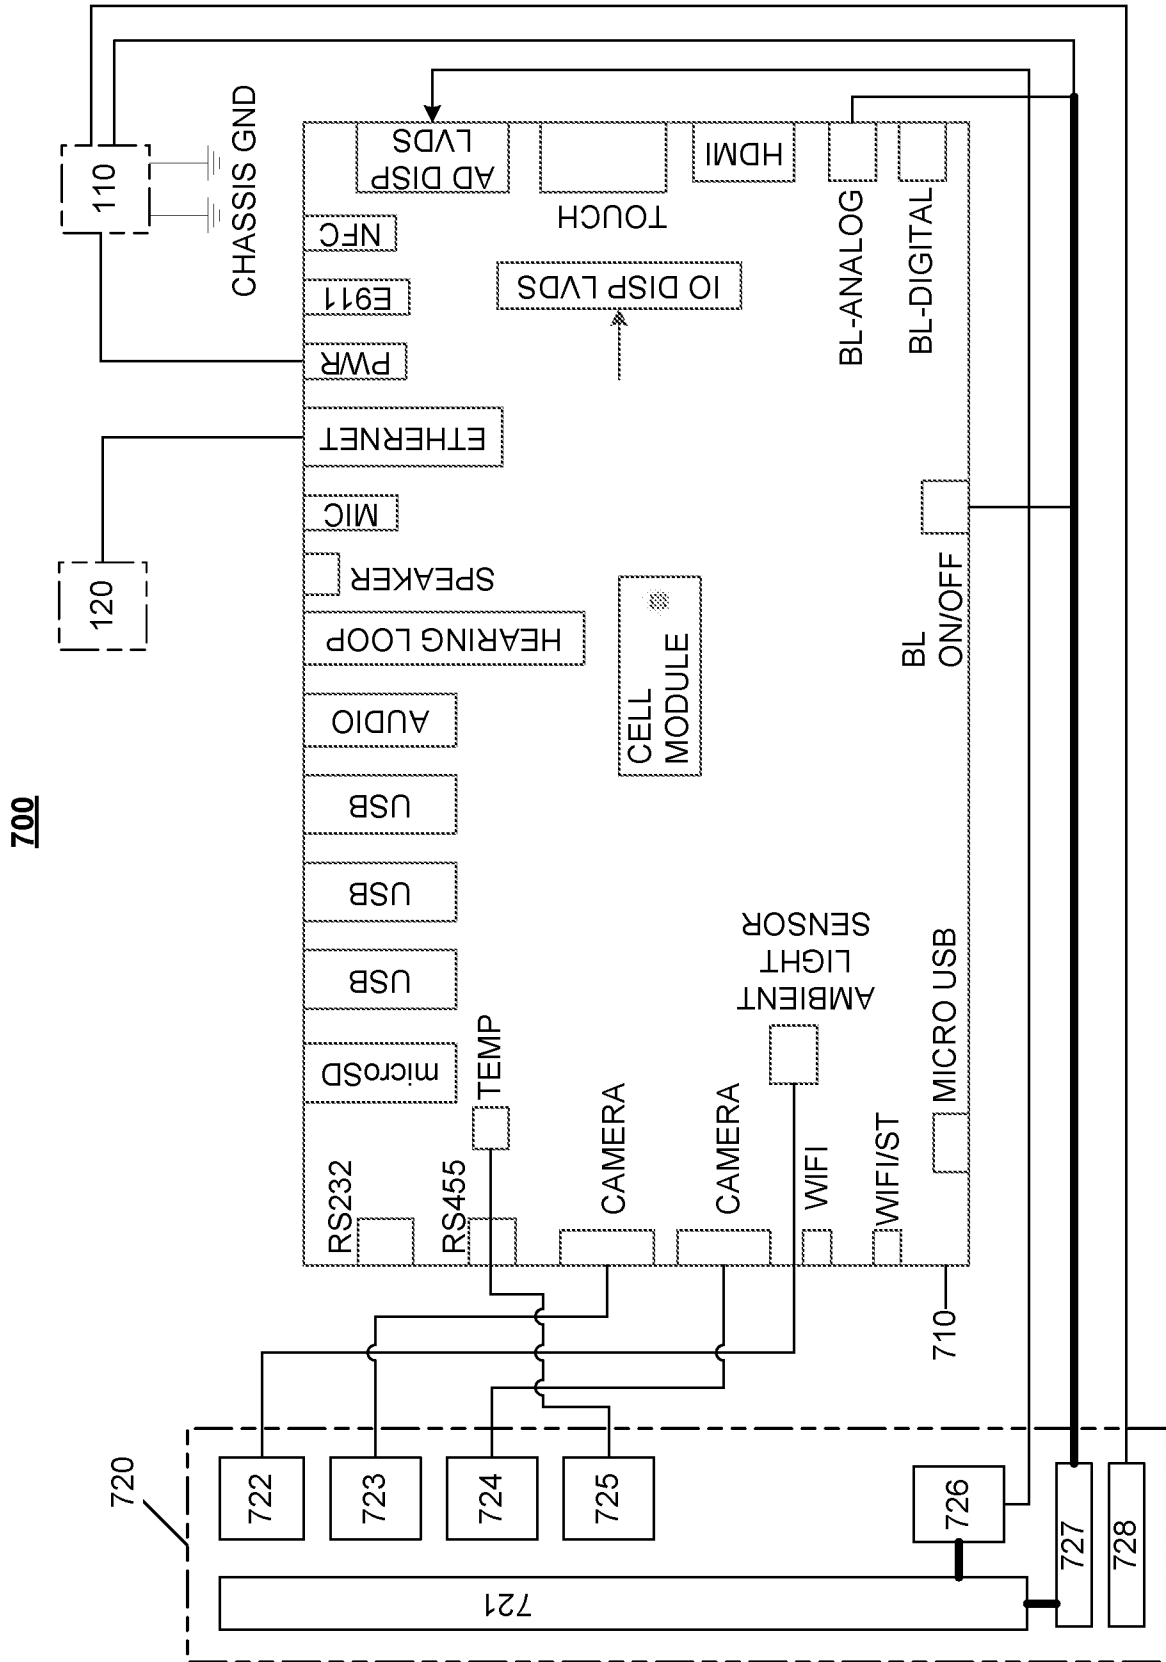 700
110
CHASSIS GND
120
AD DISP
LVDS
TOUCH
HDMI
BL-ANALOG
BL-DIGITAL
NFC
E911
PWR
ETHERNET
MIC
SPEAKER
HEARING LOOP
AUDIO
USB
USB
USB
microSD
IO DISP LVDS
CELL
MODULE
BL
ON/OFF
AMBIENT
LIGHT
SENSOR
MICRO USB
TEMP
RS232
RS455
CAMERA
CAMERA
WIFI
WIFI/ST
710
720
722
723
724
725
726
727
728
721